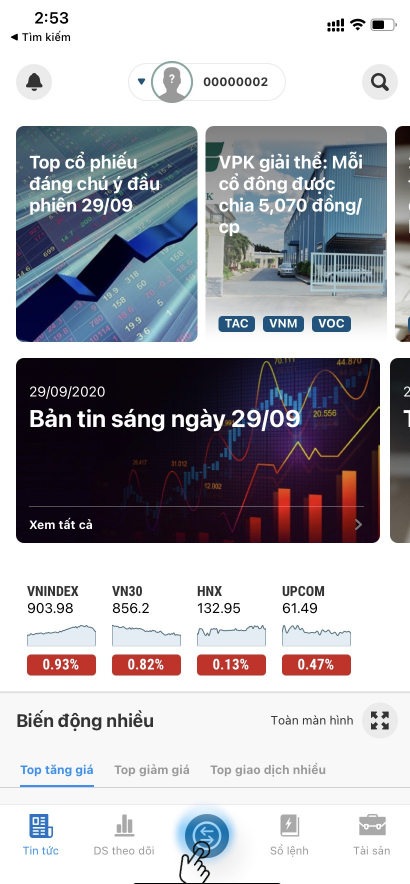 2:53
Tìm kiếm
00000002
Top cổ phiếu
đáng chú ý đầu
phiên 29/09
VPK giải thể: Mỗi
cổ đông được
chia 5,070 đồng/
cp
TAC VNM VOC
29/09/2020
Bản tin sáng ngày 29/09
Xem tất cả
VNINDEX VN30 HNX UPCOM
903.98 856.2 132.95 61.49
0.93% 0.82% 0.13% 0.47%
Biến động nhiều
Toàn màn hình
Top tăng giá Top giảm giá Top giao dịch nhiều
Tin tức DS theo dõi Sổ lệnh Tài sản